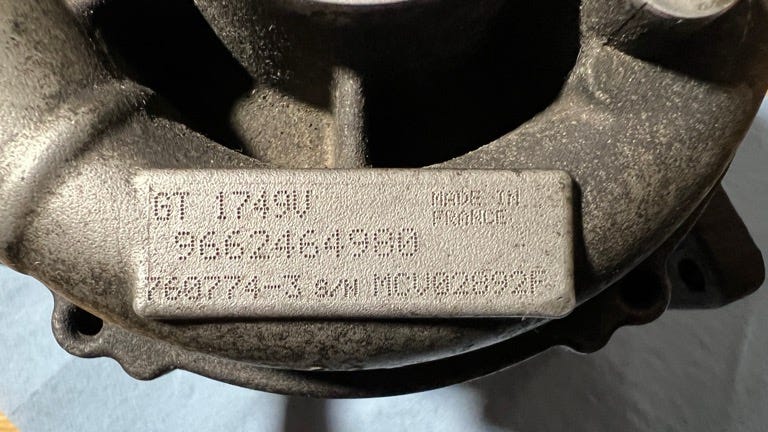 GT 1749V MADE IN
FRANCE
9662464980
760774-3 S/N MCV02892F